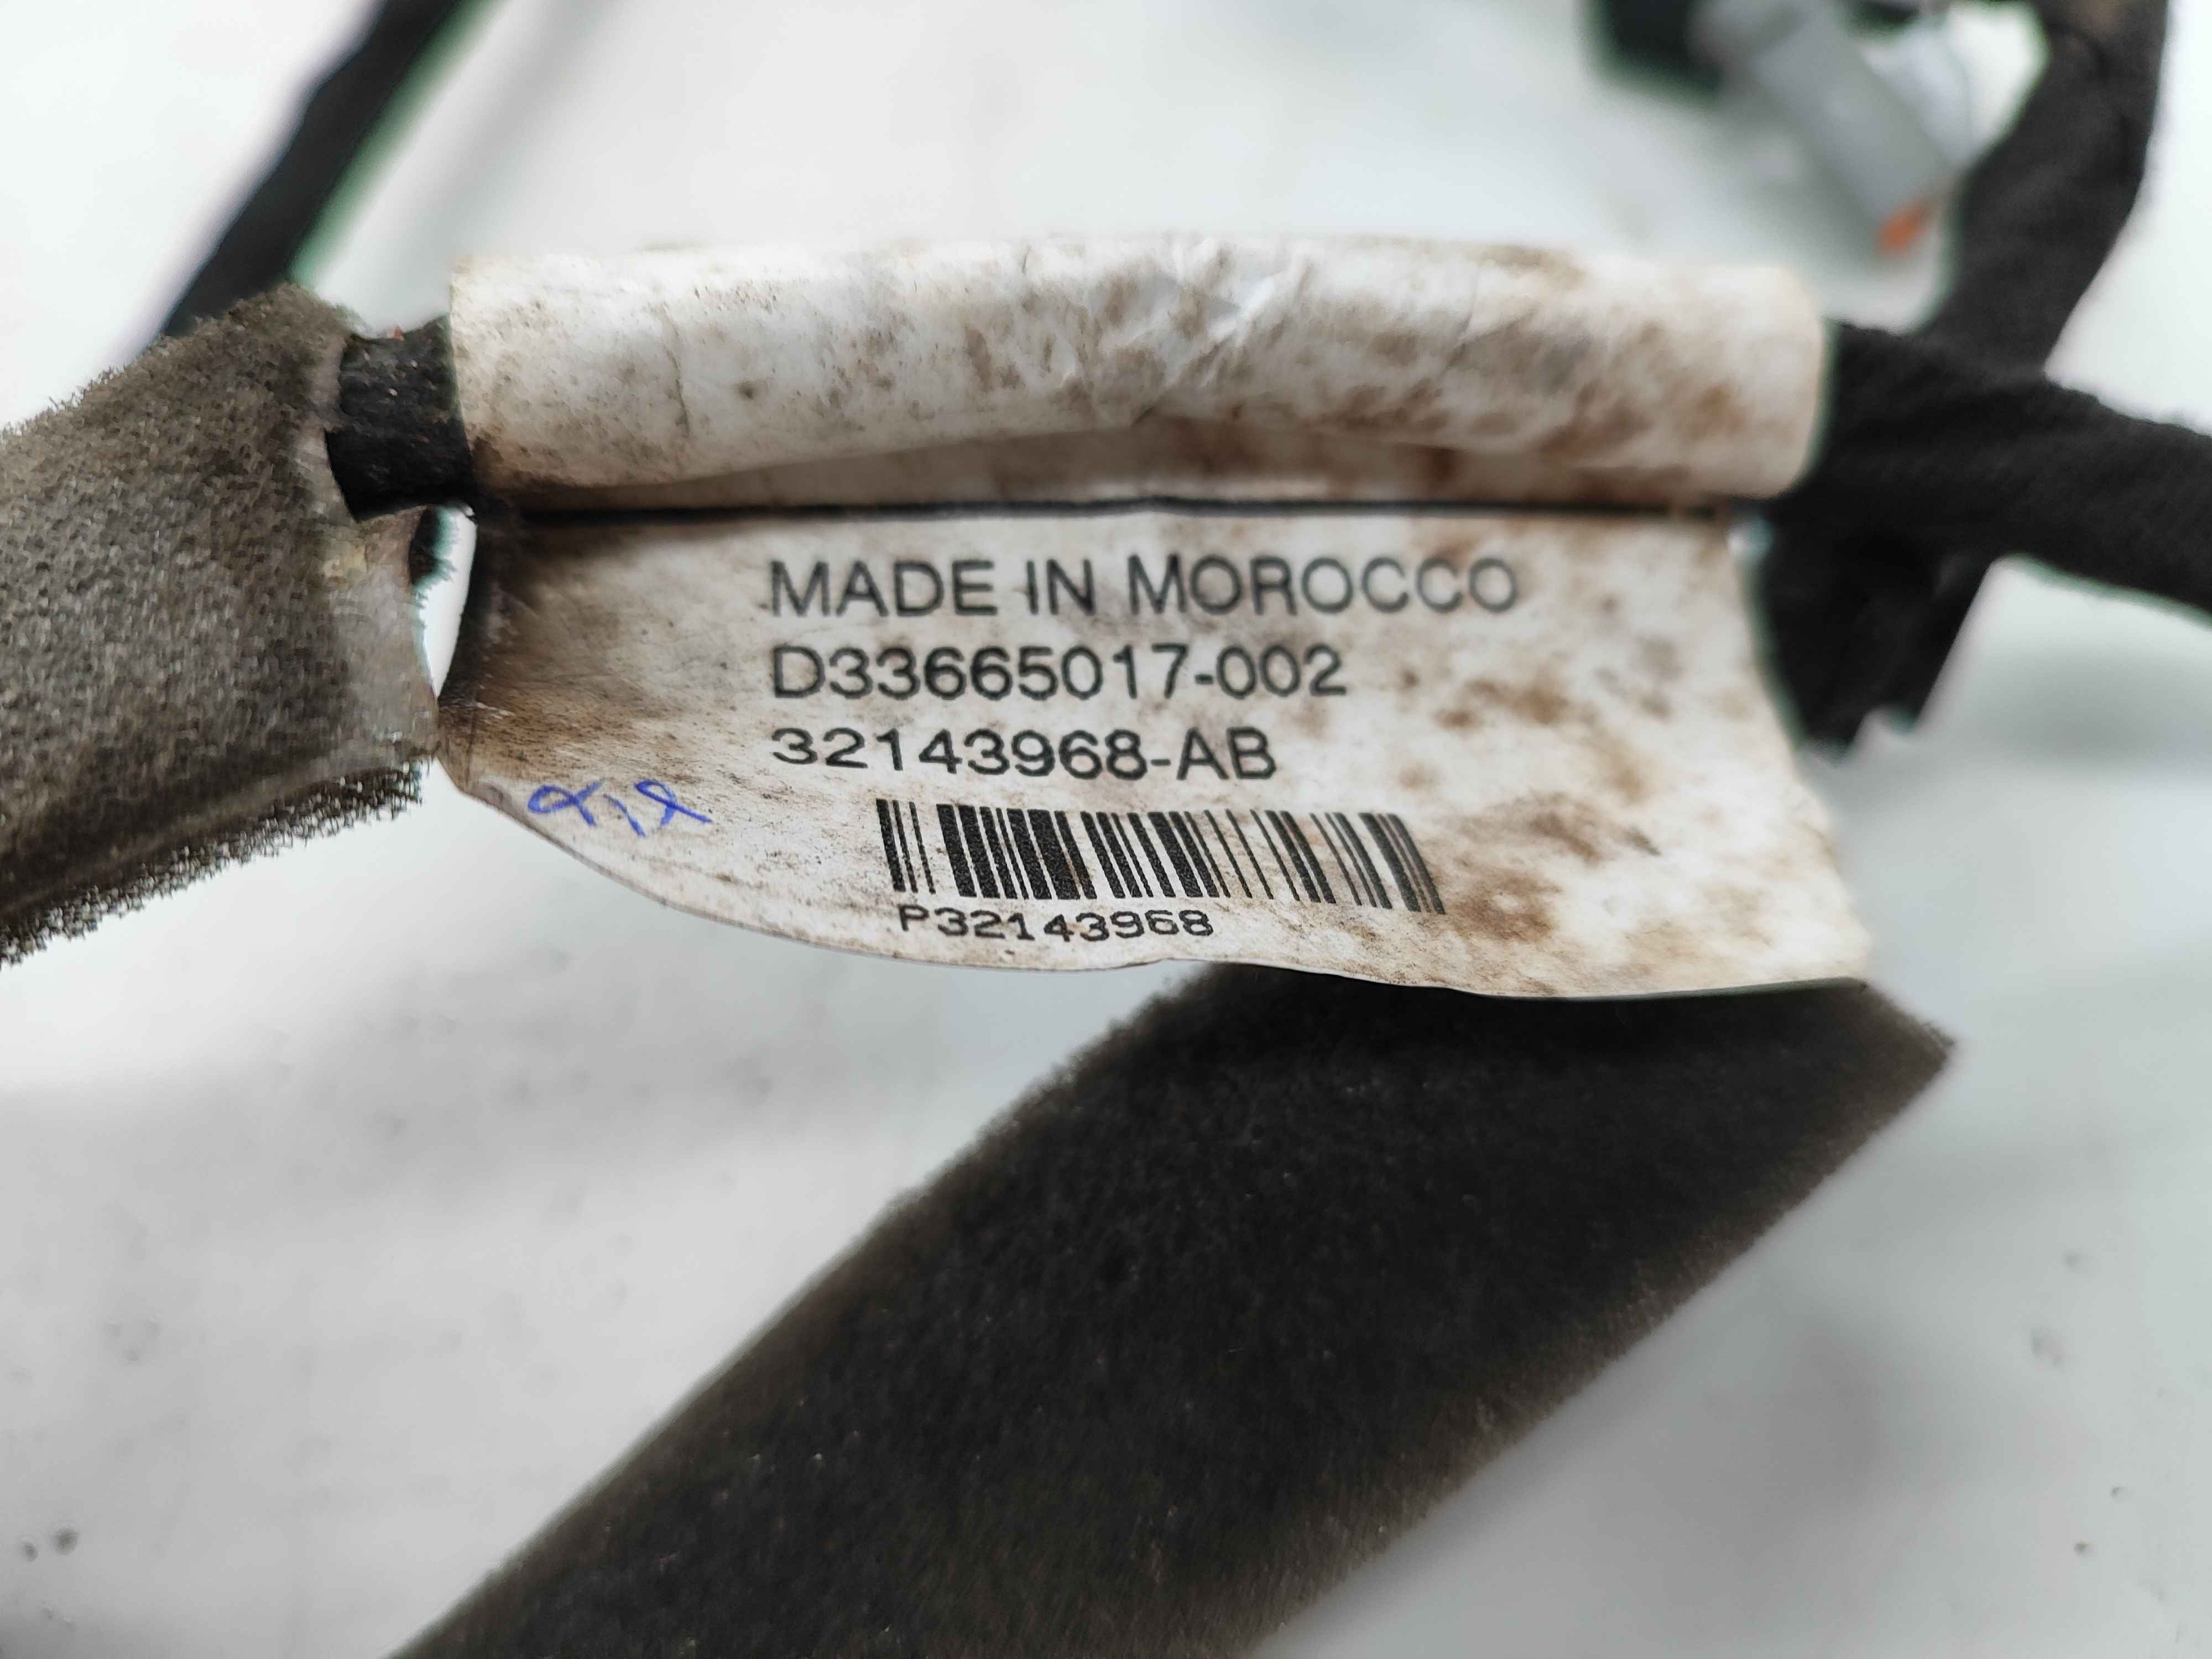 MADE IN MOROCCO
D33665017-002
32143968-AB
P32143968